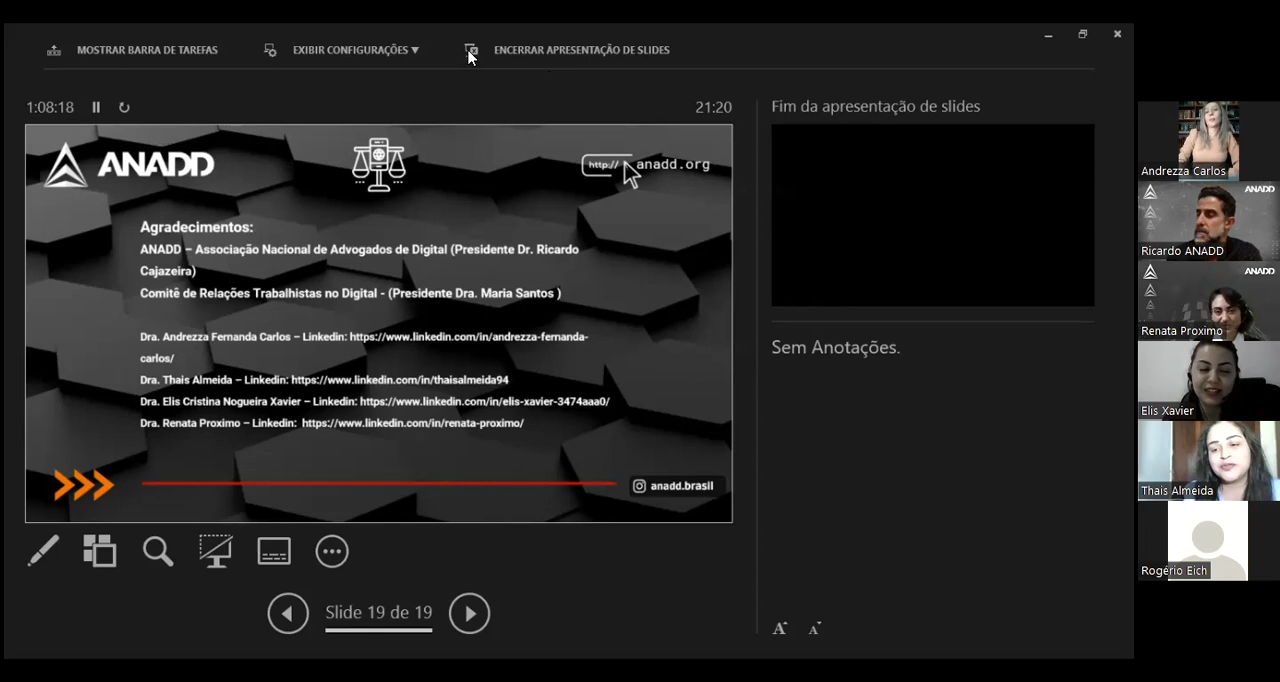 MOSTRAR BARRA DE TAREFAS
EXIBIR CONFIGURAÇÕES ▼
ENCERRAR APRESENTAÇÃO DE SLIDES
1:08:18
21:20
Fim da apresentação de slides
ANADD
http://
anadd.org
Agradecimentos:
ANADD – Associação Nacional de Advogados de Digital (Presidente Dr. Ricardo
Cajazeira)
Comitê de Relações Trabalhistas no Digital - (Presidente Dra. Maria Santos )
Dra. Andrezza Fernanda Carlos – Linkedin: https://www.linkedin.com/in/andrezza-fernanda-
carlos/
Dra. Thais Almeida – Linkedin: https://www.linkedin.com/in/thaisalmeida94
Dra. Elis Cristina Nogueira Xavier – Linkedin: https://www.linkedin.com/in/elis-xavier-3474aaa0/
Dra. Renata Proximo – Linkedin: https://www.linkedin.com/in/renata-proximo/
anadd.brasil
Slide 19 de 19
Sem Anotações.
A
A
Andrezza Carlos
ANADD
Ricardo ANADD
ANADD
Renata Proximo
Elis Xavier
Thais Almeida
Rogério Eich